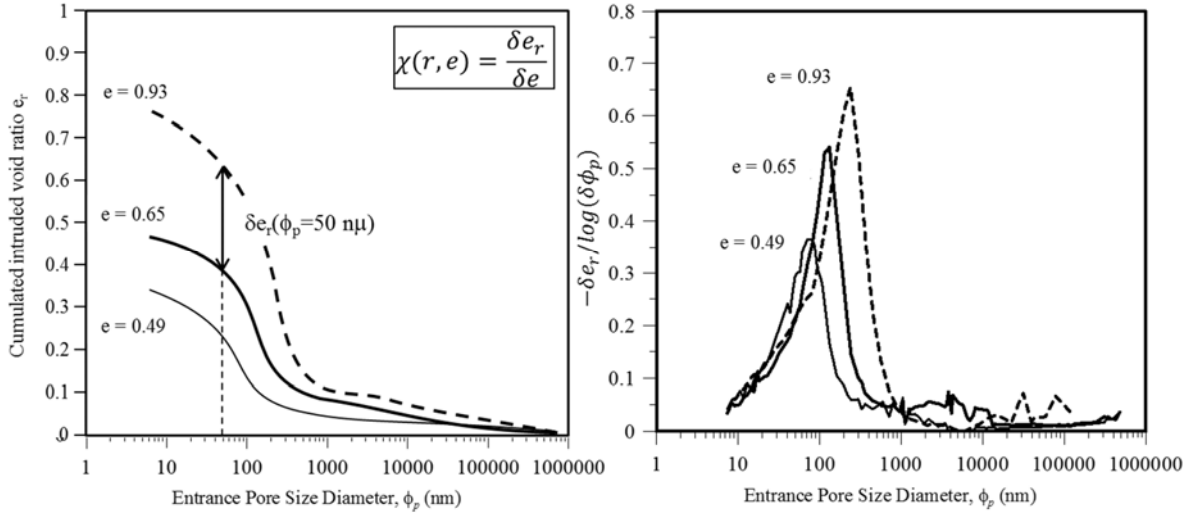 1
0.9
0.8
0.7
0.6
0.5
0.4
0.3
0.2
0.1
.0
Cumulated intruded void ratio e_r
χ(r, e) = δe_r / δe
e = 0.93
e = 0.65
e = 0.49
δe_r(ϕ_p=50 nμ)
1 10 100 1000 10000 100000 1000000
Entrance Pore Size Diameter, ϕ_p (nm)
-0.8
0.7
0.6
0.5
0.4
0.3
0.2
0.1
0
−δe_r/log(δϕ_p)
e = 0.93
e = 0.65
e = 0.49
1 10 100 1000 10000 100000 1000000
Entrance Pore Size Diameter, ϕ_p (nm)